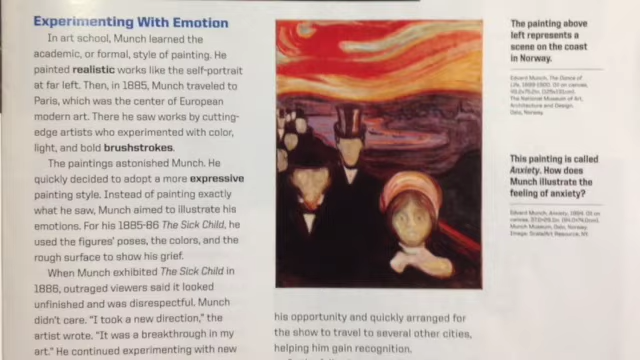 Experimenting With Emotion
In art school, Munch learned the
academic, or formal, style of painting. He
painted realistic works like the self-portrait
at far left. Then, in 1885, Munch traveled to
Paris, which was the center of European
modern art. There he saw works by cutting-
edge artists who experimented with color,
light, and bold brushstrokes.
The paintings astonished Munch. He
quickly decided to adopt a more expressive
painting style. Instead of painting exactly
what he saw, Munch aimed to illustrate his
emotions. For his 1885-86 The Sick Child, he
used the figures' poses, the colors, and the
rough surface to show his grief.
When Munch exhibited The Sick Child in
1886, outraged viewers said it looked
unfinished and was disrespectful. Munch
didn't care. "I took a new direction," the
artist wrote. "It was a breakthrough in my
art." He continued experimenting with new
his opportunity and quickly arranged for
the show to travel to several other cities,
helping him gain recognition.
The painting above
left represents a
scene on the coast
in Norway.
Edvard Munch, The Dance of
Life, 1899-1900. Oil on canvas,
The National Museum of Art,
Architecture and Design,
Oslo, Norway.
This painting is called
Anxiety. How does
Munch illustrate the
feeling of anxiety?
Edvard Munch, Anxiety, 1894. Oil on
canvas,
Munch Museum, Oslo, Norway.
Image: Scala/Art Resource, NY.